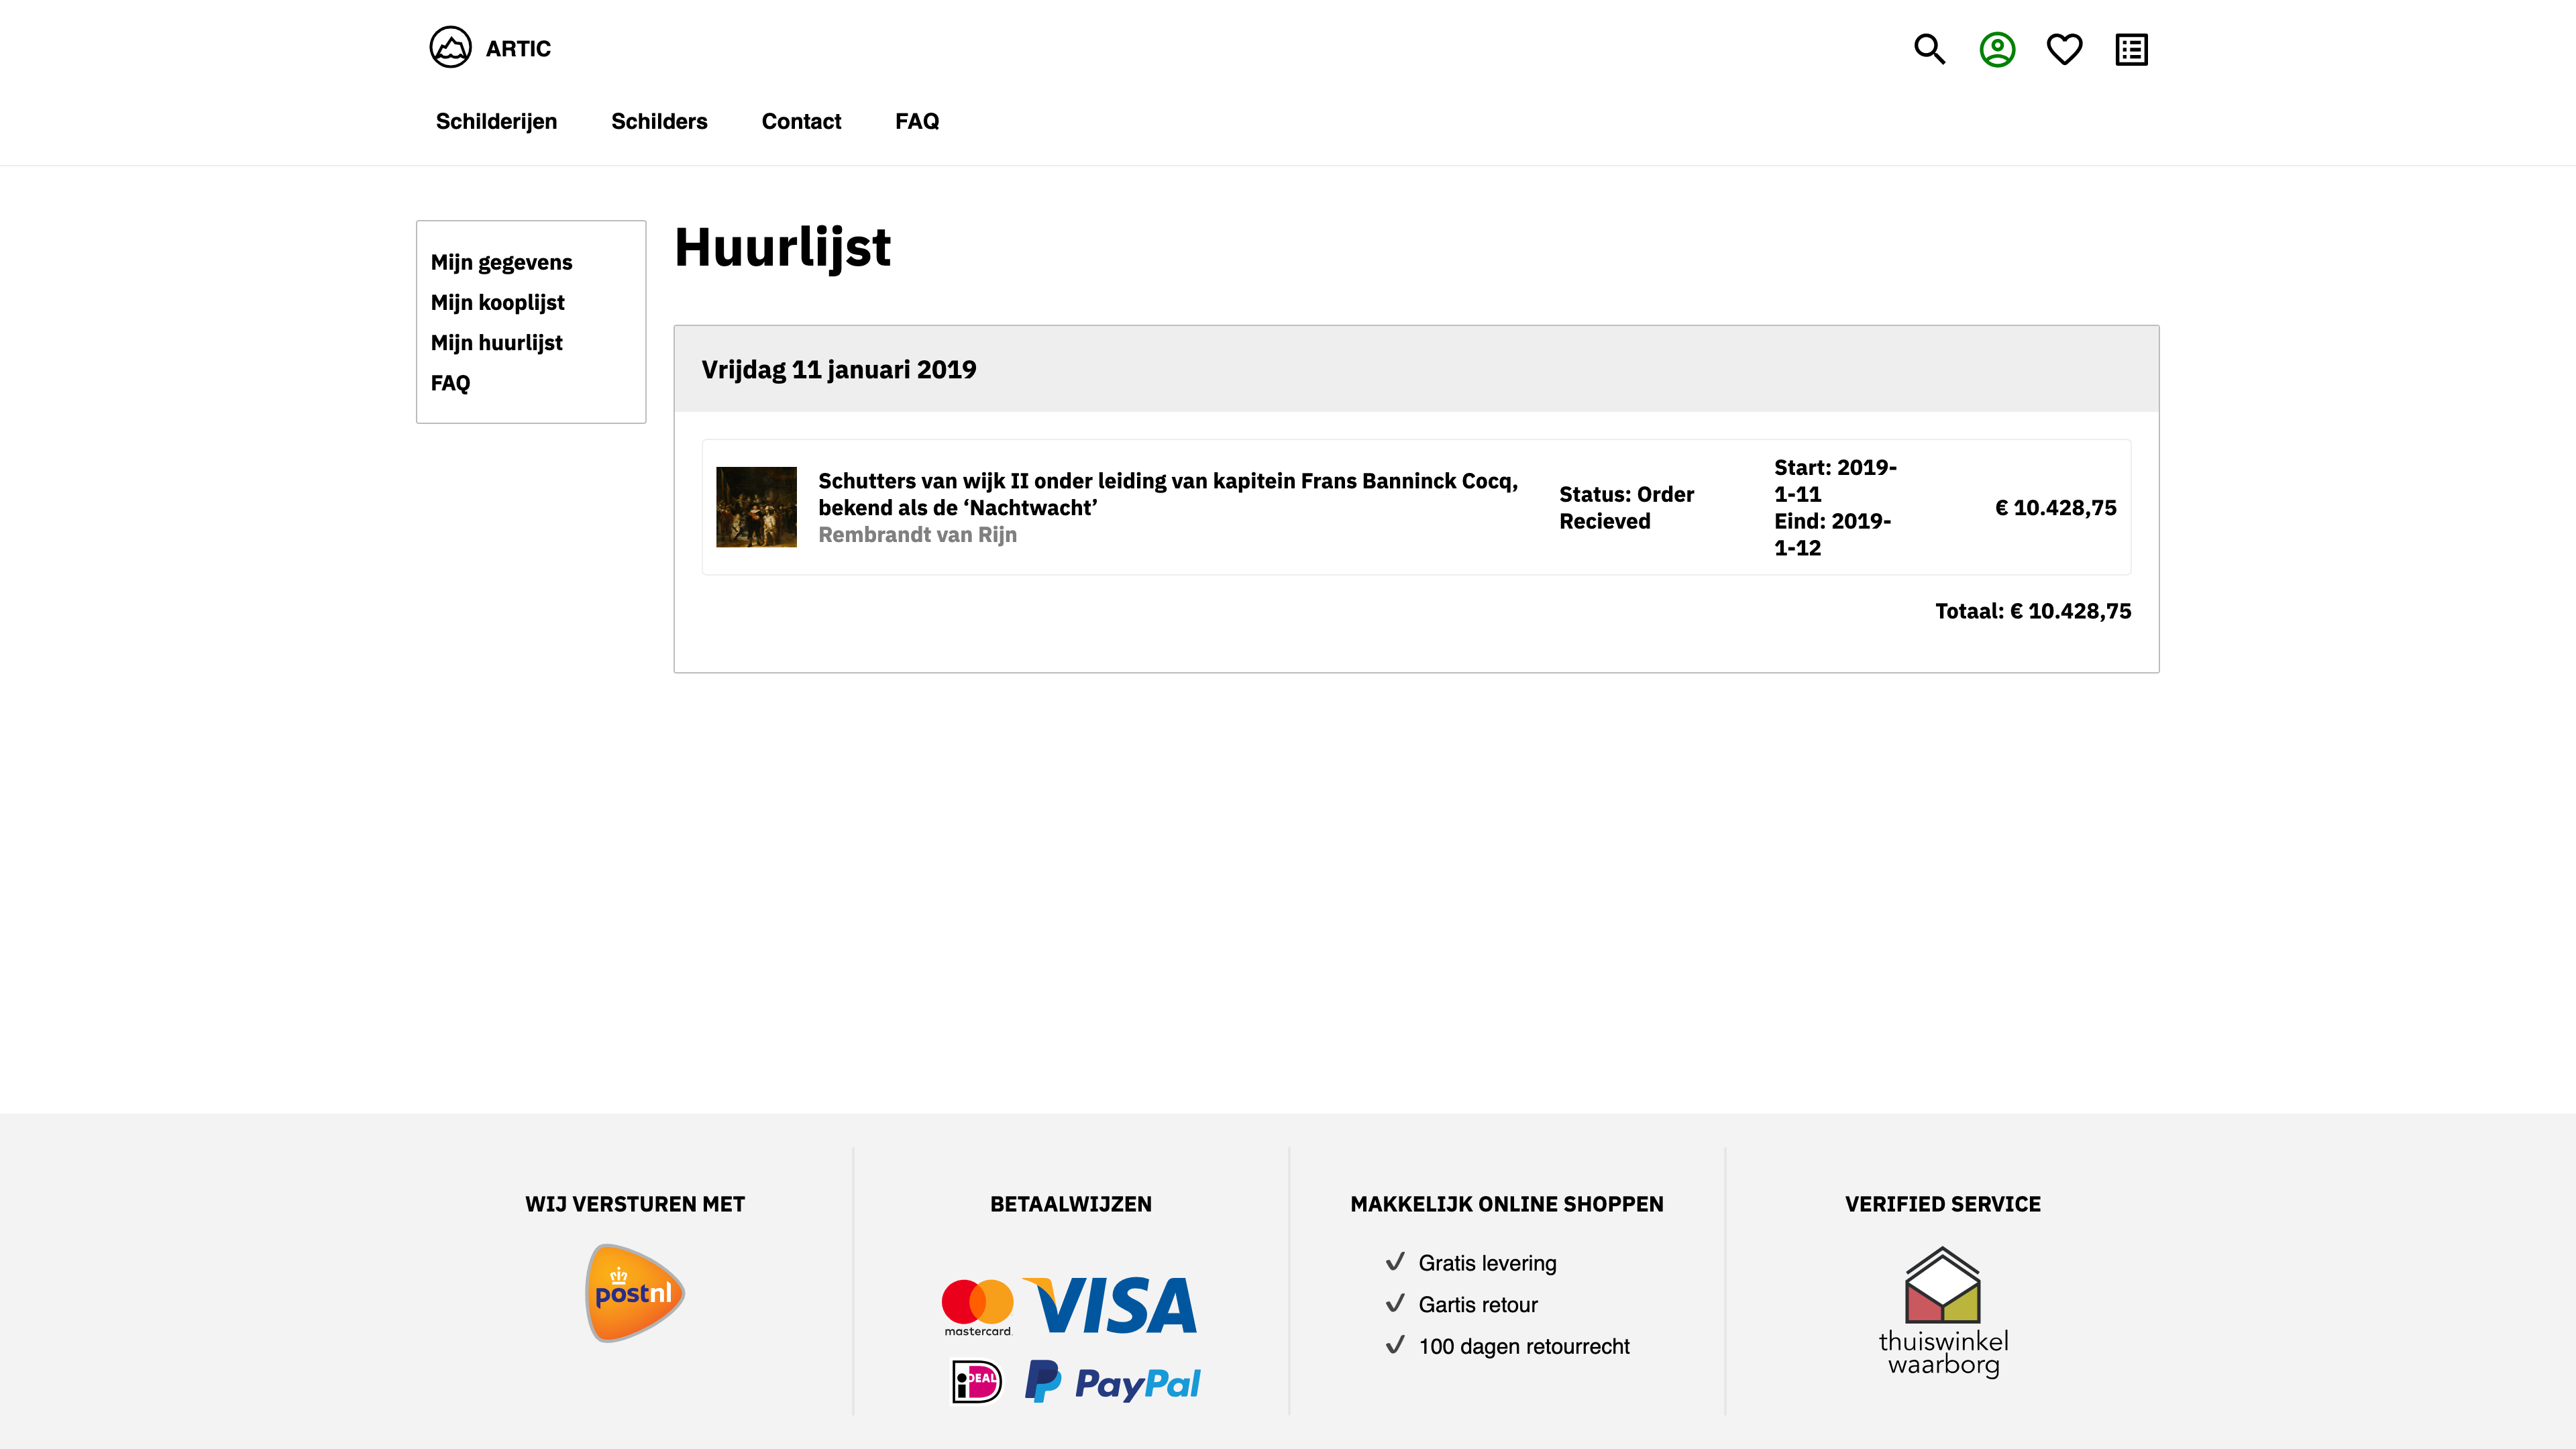 ARTIC
Schilderijen
Schilders
Contact
FAQ
Mijn gegevens
Mijn kooplijst
Mijn huurlijst
FAQ
Huurlijst
Vrijdag 11 januari 2019
Schutters van wijk II onder leiding van kapitein Frans Banninck Cocq,
bekend als de ‘Nachtwacht’
Rembrandt van Rijn
Status: Order
Recieved
Start: 2019-
1-11
Eind: 2019-
1-12
€ 10.428,75
Totaal: € 10.428,75
WIJ VERSTUREN MET
postnl
BETAALWIJZEN
mastercard.
VISA
iDEAL
PayPal
MAKKELIJK ONLINE SHOPPEN
Gratis levering
Gartis retour
100 dagen retourrecht
VERIFIED SERVICE
thuiswinkel
waarborg